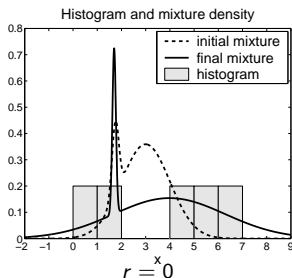 Histogram and mixture density
initial mixture
final mixture
histogram
0.8
0.7
0.6
0.5
0.4
0.3
0.2
0.1
0
−2 −1 0 1 2 3 4 5 6 7 8 9
x
r = 0